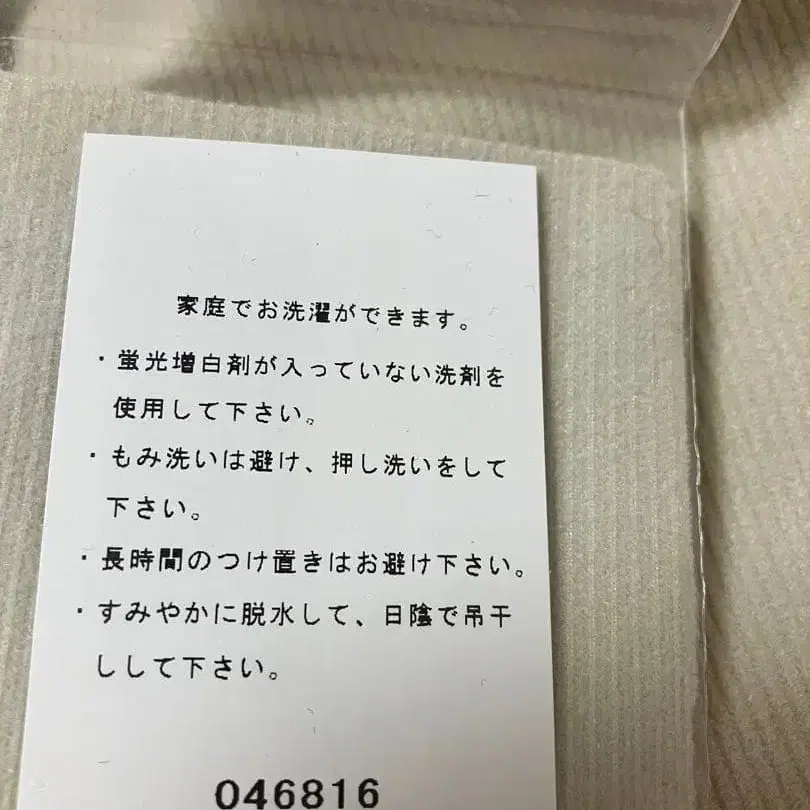 家庭でお洗濯ができます。
・蛍光増白剤が入っていない洗剤を
使用して下さい。
・もみ洗いは避け、押し洗いをして
下さい。
・長時間のつけ置きはお避け下さい。
・すみやかに脱水して、日陰で吊干
ししして下さい。
046816